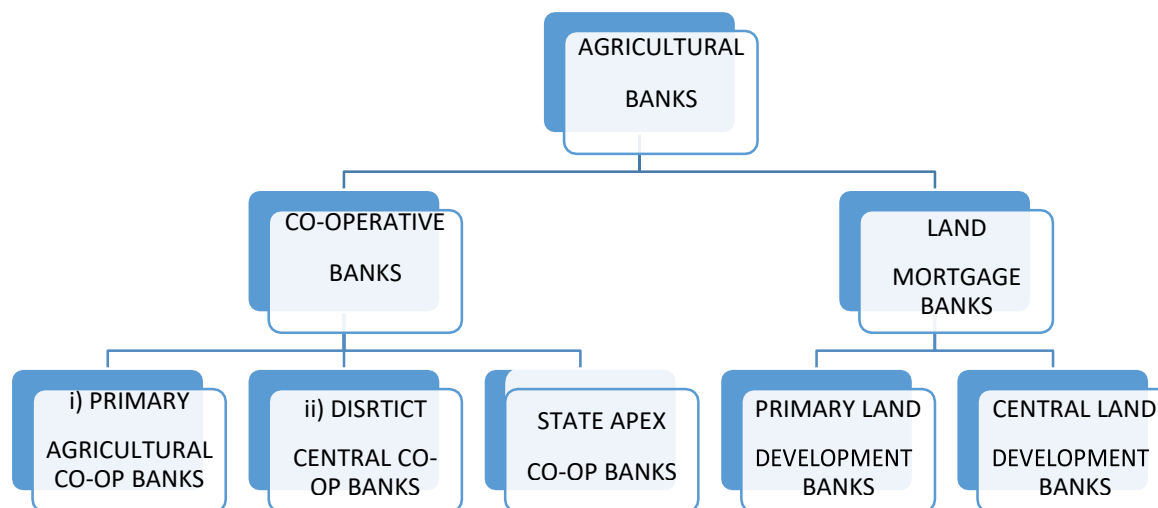 AGRICULTURAL
BANKS
CO-OPERATIVE
BANKS
LAND
MORTGAGE
BANKS
i) PRIMARY
AGRICULTURAL
CO-OP BANKS
ii) DISRTICT
CENTRAL CO-
OP BANKS
STATE APEX
CO-OP BANKS
PRIMARY LAND
DEVELOPMENT
BANKS
CENTRAL LAND
DEVELOPMENT
BANKS